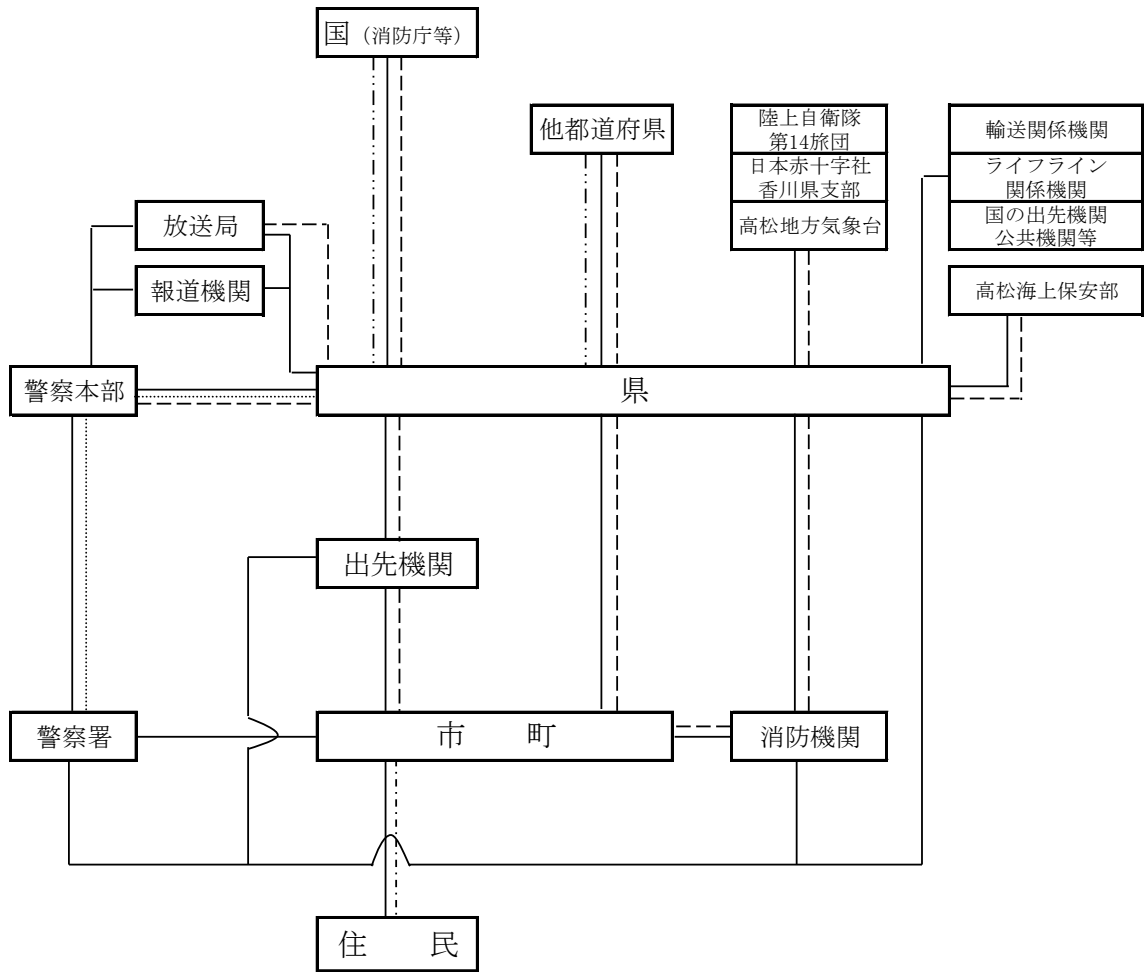 国（消防庁等）
他都道府県
陸上自衛隊
第14旅団
日本赤十字社
香川県支部
高松地方気象台
輸送関係機関
ライフライン
関係機関
国の出先機関
公共機関等
高松海上保安部
放送局
報道機関
警察本部
県
出先機関
警察署
市　町
消防機関
住　民